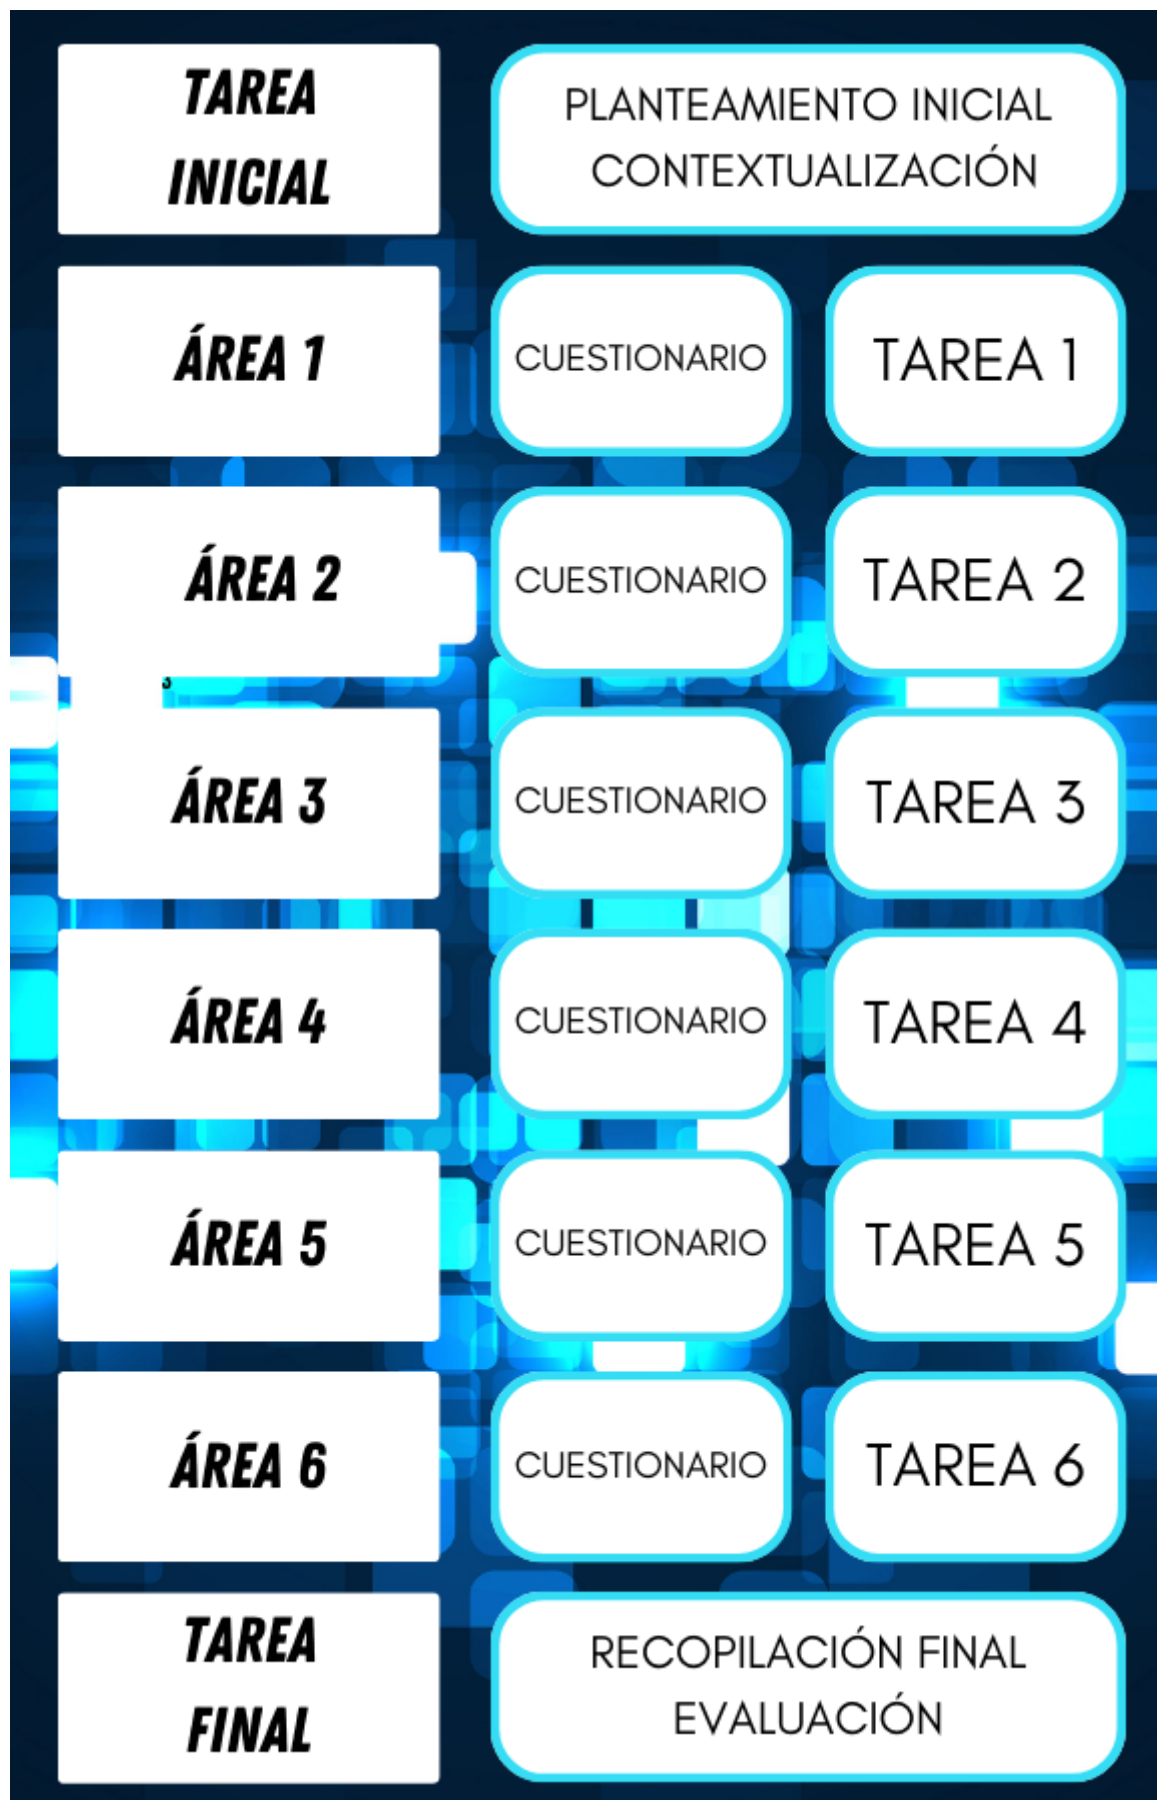 TAREA
INICIAL
PLANTEAMIENTO INICIAL
CONTEXTUALIZACIÓN
ÁREA 1
CUESTIONARIO
TAREA 1
ÁREA 2
CUESTIONARIO
TAREA 2
3
ÁREA 3
CUESTIONARIO
TAREA 3
ÁREA 4
CUESTIONARIO
TAREA 4
ÁREA 5
CUESTIONARIO
TAREA 5
ÁREA 6
CUESTIONARIO
TAREA 6
TAREA
FINAL
RECOPILACIÓN FINAL
EVALUACIÓN